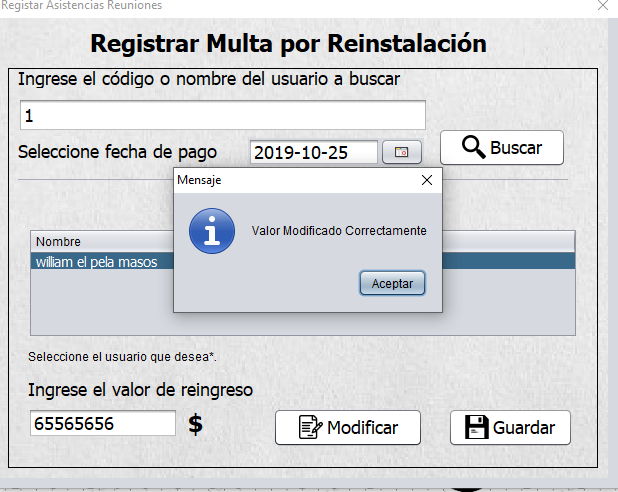 Registar Asistencias Reuniones
Registrar Multa por Reinstalación
Ingrese el código o nombre del usuario a buscar
1
Seleccione fecha de pago
2019-10-25
Buscar
Mensaje
Valor Modificado Correctamente
Aceptar
Nombre
william el pela masos
Seleccione el usuario que desea*.
Ingrese el valor de reingreso
65565656 $
Modificar
Guardar